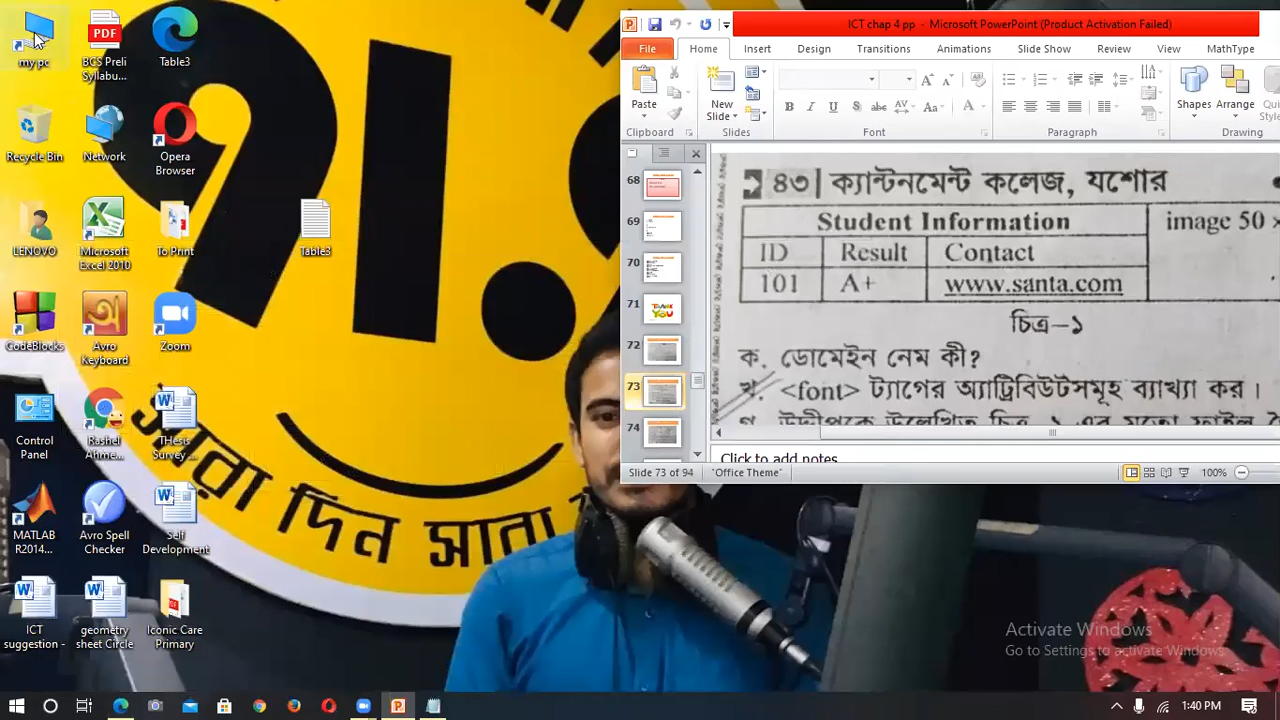 my pc
PDF
BCS Preli
Syllabu...
Table3
Recycle Bin
Network
Opera
Browser
LENOVO
Microsoft
Excel 2010
To Print
Table3
CodeBlocks
Avro
Keyboard
Zoom
Control
Panel
Rashel
Ahme...
THesis
Survey ...
MATLAB
R2014...
Avro Spell
Checker
Self
Development
ICT
suggestion -
geometry
sheet Circle
Iconic Care
Primary
৭১.
সারা দিন সারা
ICT chap 4 pp - Microsoft PowerPoint (Product Activation Failed)
File Home Insert Design Transitions Animations Slide Show Review View MathType
Paste
New
Slide
Shapes Arrange
Clipboard Slides Font Paragraph Drawing
68
69
70
71
THANK
YOU
72
73
74
৪৩ ক্যান্টনমেন্ট কলেজ, যশোর
Student Information
image 50
ID Result Contact
101 A+ www.santa.com
চিত্র-১
ক. ডোমেইন নেম কী?
খ. <font> ট্যাগের অ্যাট্রিবিউটসমূহ ব্যাখ্যা কর।
Click to add notes
Slide 73 of 94 "Office Theme" 100%
Activate Windows
Go to Settings to activate Windows.
1:40 PM